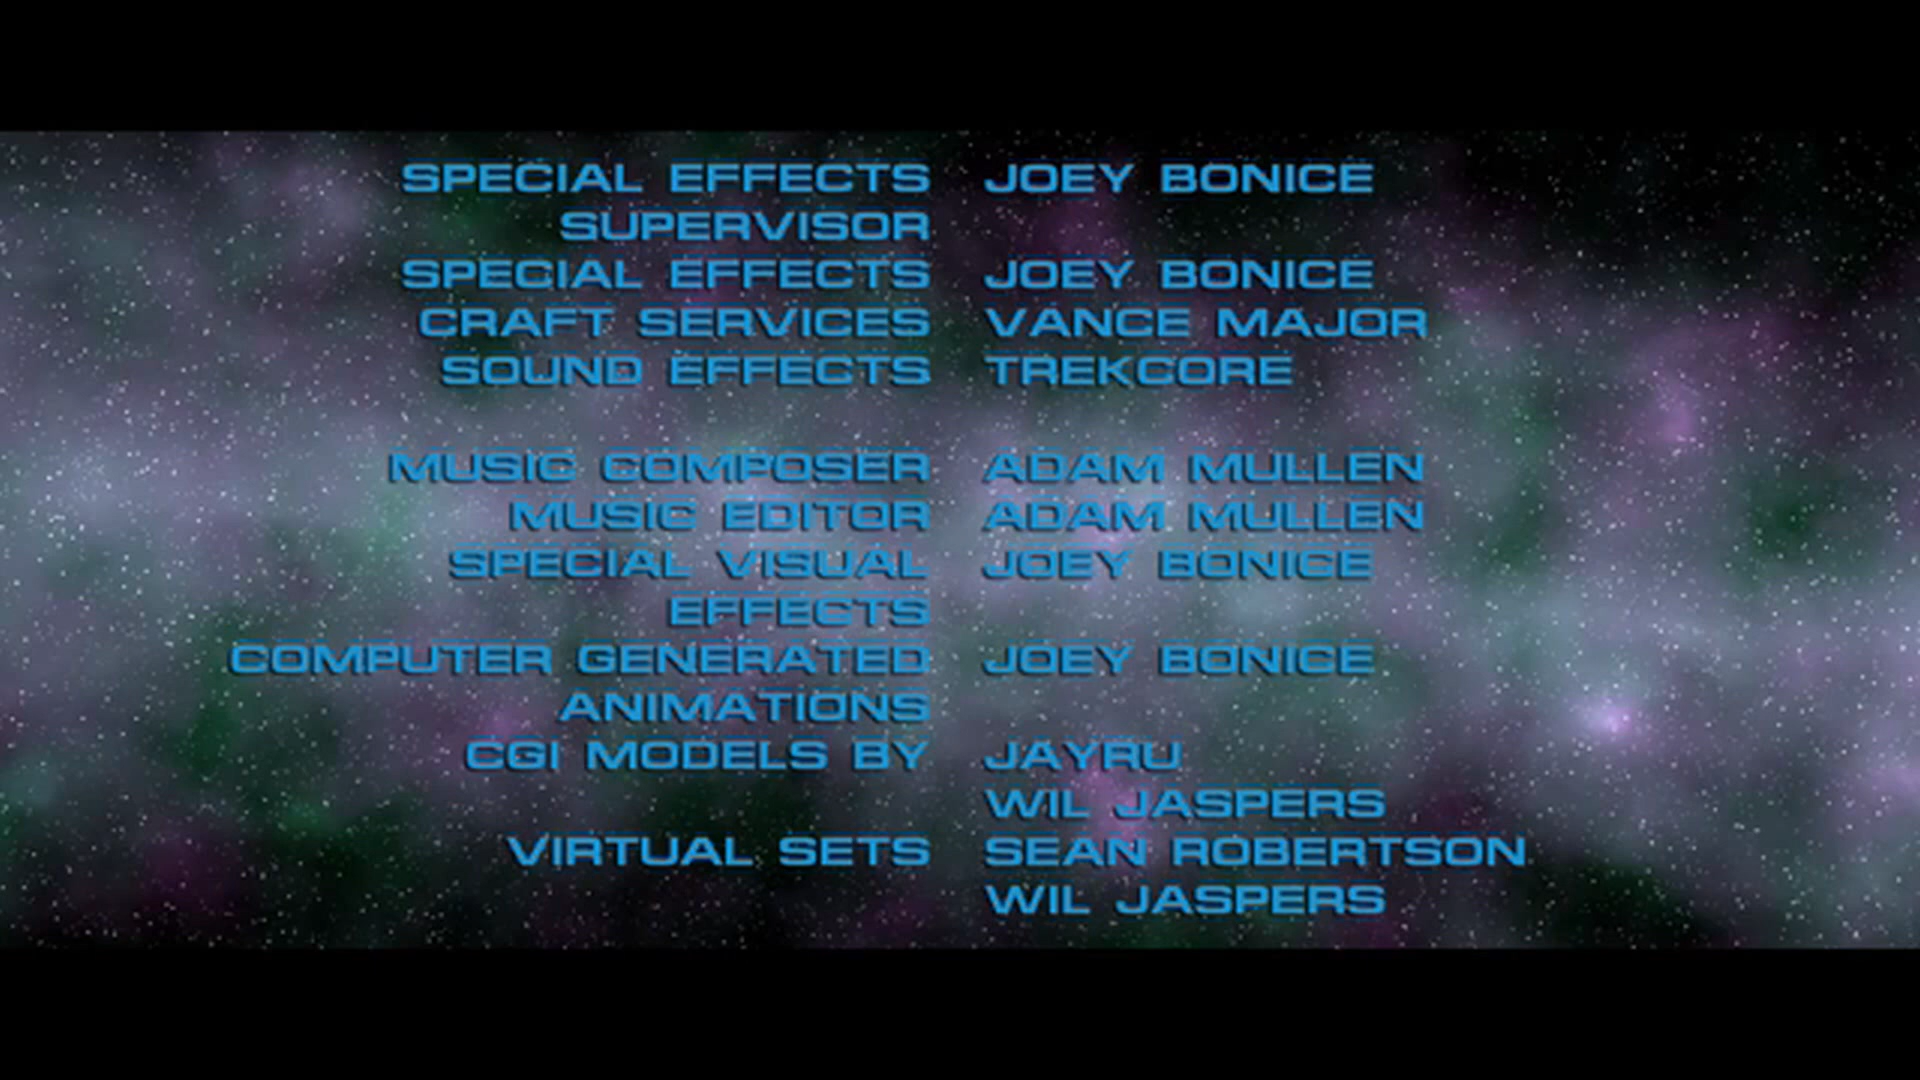 SPECIAL EFFECTS JOEY BONICE
SUPERVISOR
SPECIAL EFFECTS JOEY BONICE
CRAFT SERVICES VANCE MAJOR
SOUND EFFECTS TREKCORE
MUSIC COMPOSER ADAM MULLEN
MUSIC EDITOR ADAM MULLEN
SPECIAL VISUAL JOEY BONICE
EFFECTS
COMPUTER GENERATED JOEY BONICE
ANIMATIONS
CGI MODELS BY JAYRU
WIL JASPERS
VIRTUAL SETS SEAN ROBERTSON
WIL JASPERS